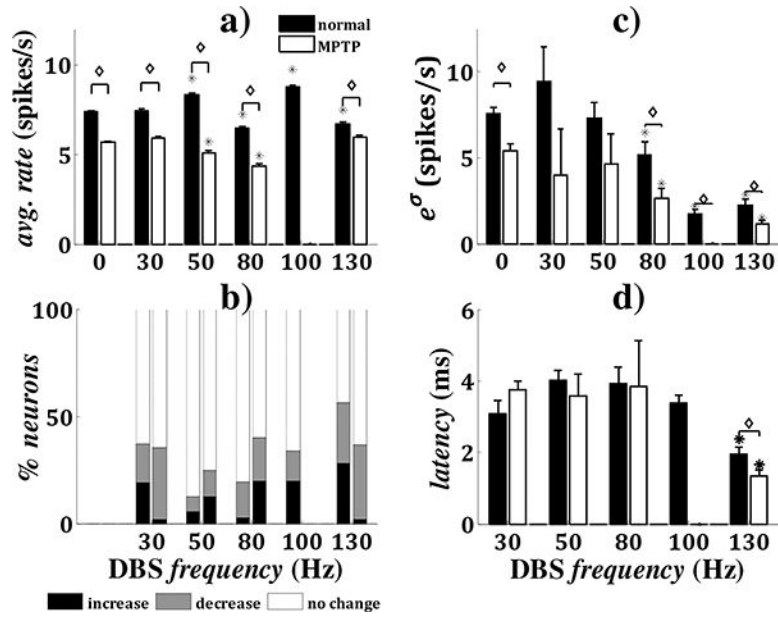 a)
normal
MPTP
avg. rate (spikes/s)
10
5
0
◊ ◊ ◊ ◊ ◊
* * * * * *
0 30 50 80 100 130
c)
e^σ (spikes/s)
10
5
0
◊ ◊ ◊ ◊
* * * * *
0 30 50 80 100 130
b)
% neurons
100
50
0
30 50 80 100 130
DBS frequency (Hz)
increase decrease no change
d)
latency (ms)
6
4
2
0
◊
* *
30 50 80 100 130
DBS frequency (Hz)